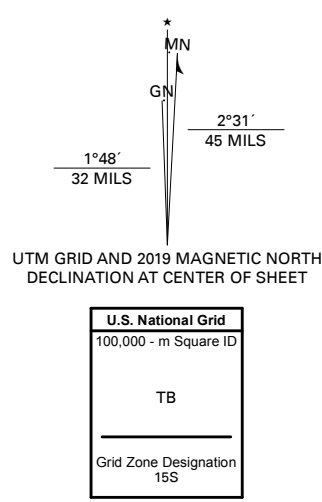 ★
MN
GN
2°31´
45 MILS
1°48´
32 MILS
UTM GRID AND 2019 MAGNETIC NORTH
DECLINATION AT CENTER OF SHEET
U.S. National Grid
100,000 - m Square ID
TB
Grid Zone Designation
15S